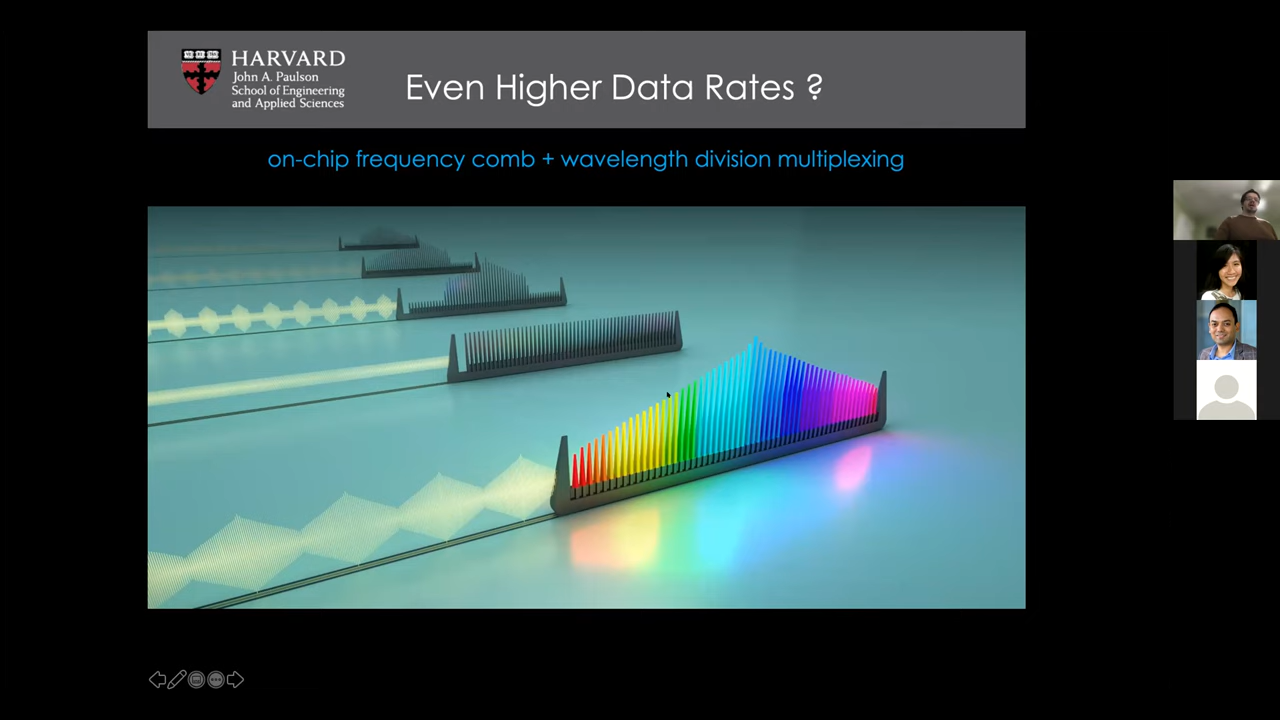 HARVARD
John A. Paulson
School of Engineering
and Applied Sciences
Even Higher Data Rates ?
on-chip frequency comb + wavelength division multiplexing